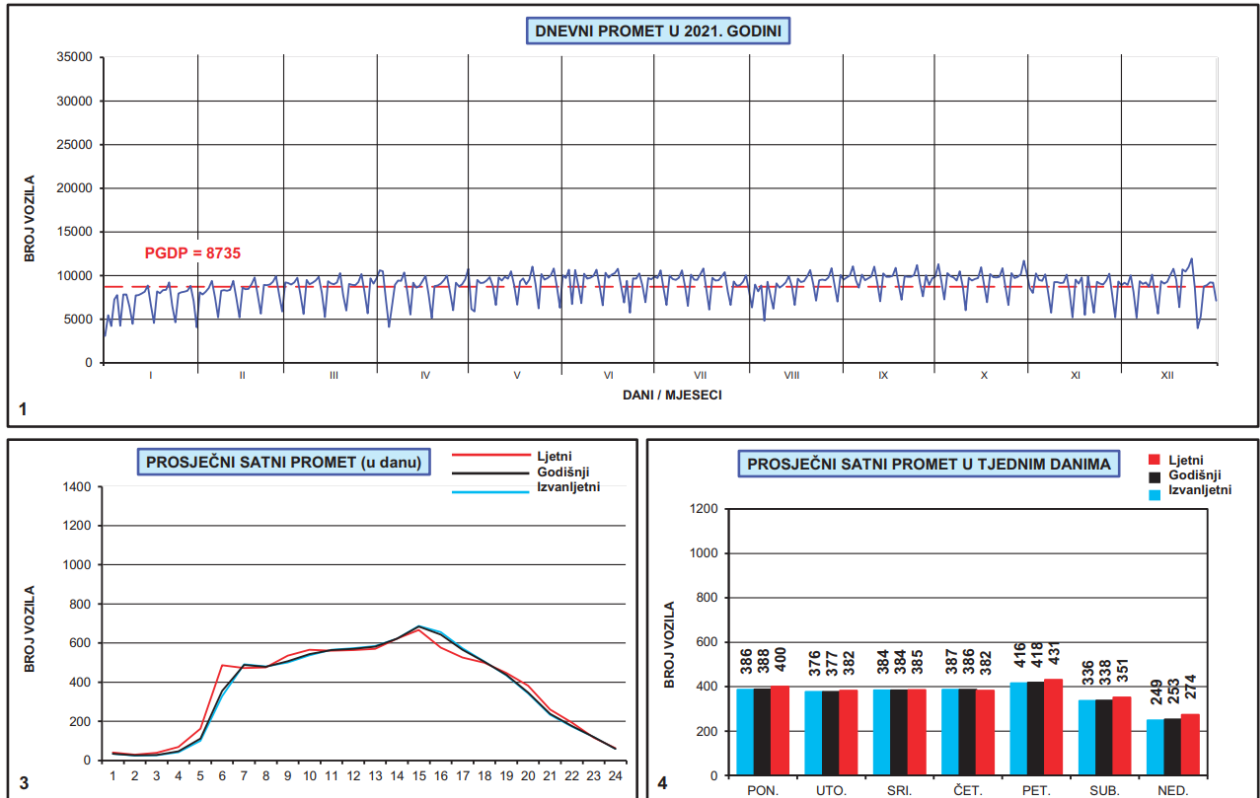 DNEVNI PROMET U 2021. GODINI
35000
30000
25000
20000
15000
10000
5000
0
BROJ VOZILA
PGDP = 8735
I II III IV V VI VII VIII IX X XI XII
DANI / MJESECI
1
PROSJEČNI SATNI PROMET (u danu)
Ljetni
Godišnji
Izvanljetni
1400
1200
1000
800
600
400
200
0
BROJ VOZILA
1 2 3 4 5 6 7 8 9 10 11 12 13 14 15 16 17 18 19 20 21 22 23 24
3
PROSJEČNI SATNI PROMET U TJEDNIM DANIMA
Ljetni
Godišnji
Izvanljetni
1200
1000
800
600
400
200
0
BROJ VOZILA
386 388 400 376 377 382 384 384 385 387 386 382 416 418 431 336 338 351 249 253 274
PON. UTO. SRI. ČET. PET. SUB. NED.
4